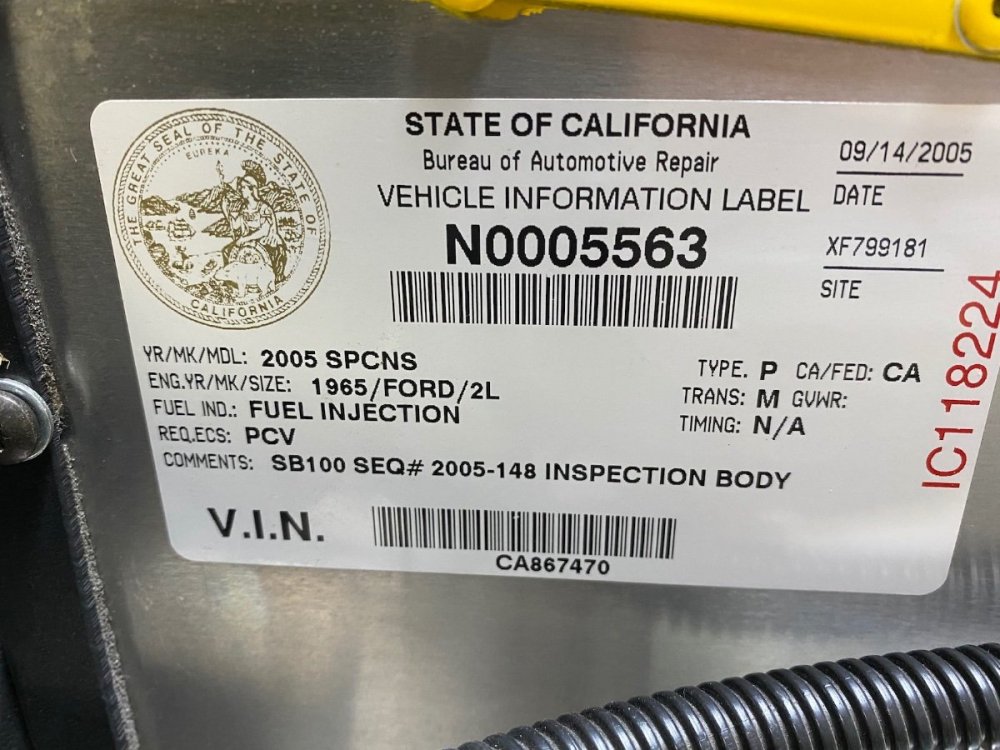 THE GREAT SEAL OF THE STATE OF CALIFORNIA
EUREKA
STATE OF CALIFORNIA
Bureau of Automotive Repair
VEHICLE INFORMATION LABEL
N0005563
09/14/2005
DATE
XF799181
SITE
IC118224
YR/MK/MDL: 2005 SPCNS
ENG.YR/MK/SIZE: 1965/FORD/2L
FUEL IND.: FUEL INJECTION
REQ.ECS: PCV
TYPE. P CA/FED: CA
TRANS: M GVWR:
TIMING: N/A
COMMENTS: SB100 SEQ# 2005-148 INSPECTION BODY
V.I.N.
CA867470